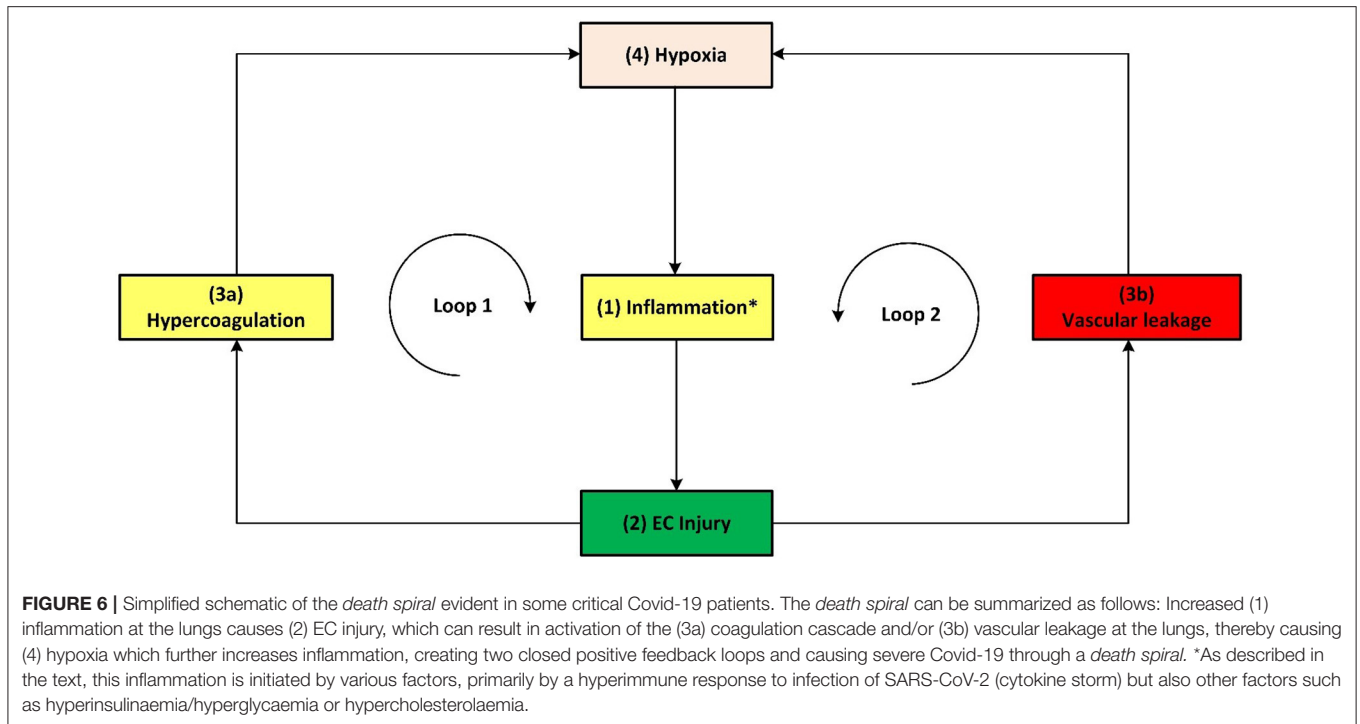 (4) Hypoxia
(3a)
Hypercoagulation
Loop 1
(1) Inflammation*
Loop 2
(3b)
Vascular leakage
(2) EC Injury
FIGURE 6 | Simplified schematic of the death spiral evident in some critical Covid-19 patients. The death spiral can be summarized as follows: Increased (1)
inflammation at the lungs causes (2) EC injury, which can result in activation of the (3a) coagulation cascade and/or (3b) vascular leakage at the lungs, thereby causing
(4) hypoxia which further increases inflammation, creating two closed positive feedback loops and causing severe Covid-19 through a death spiral. *As described in
the text, this inflammation is initiated by various factors, primarily by a hyperimmune response to infection of SARS-CoV-2 (cytokine storm) but also other factors such
as hyperinsulinaemia/hyperglycaemia or hypercholesterolaemia.